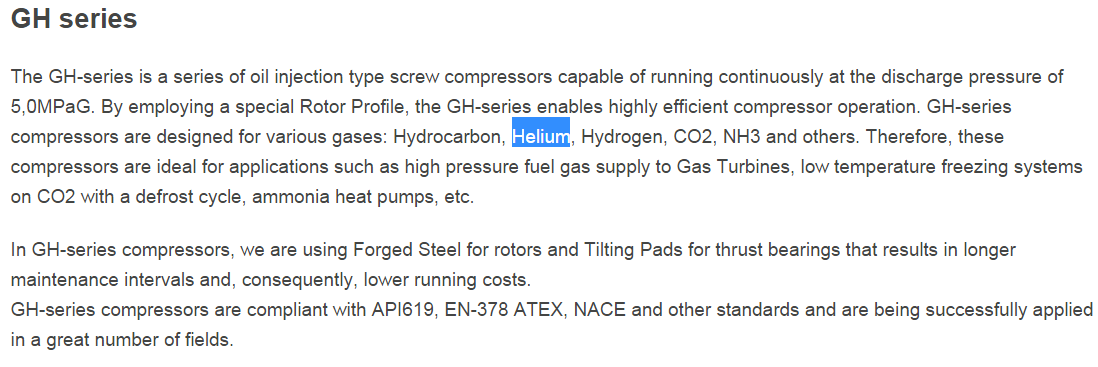 GH series
The GH-series is a series of oil injection type screw compressors capable of running continuously at the discharge pressure of
5,0MPaG. By employing a special Rotor Profile, the GH-series enables highly efficient compressor operation. GH-series
compressors are designed for various gases: Hydrocarbon, Helium, Hydrogen, CO2, NH3 and others. Therefore, these
compressors are ideal for applications such as high pressure fuel gas supply to Gas Turbines, low temperature freezing systems
on CO2 with a defrost cycle, ammonia heat pumps, etc.
In GH-series compressors, we are using Forged Steel for rotors and Tilting Pads for thrust bearings that results in longer
maintenance intervals and, consequently, lower running costs.
GH-series compressors are compliant with API619, EN-378 ATEX, NACE and other standards and are being successfully applied
in a great number of fields.